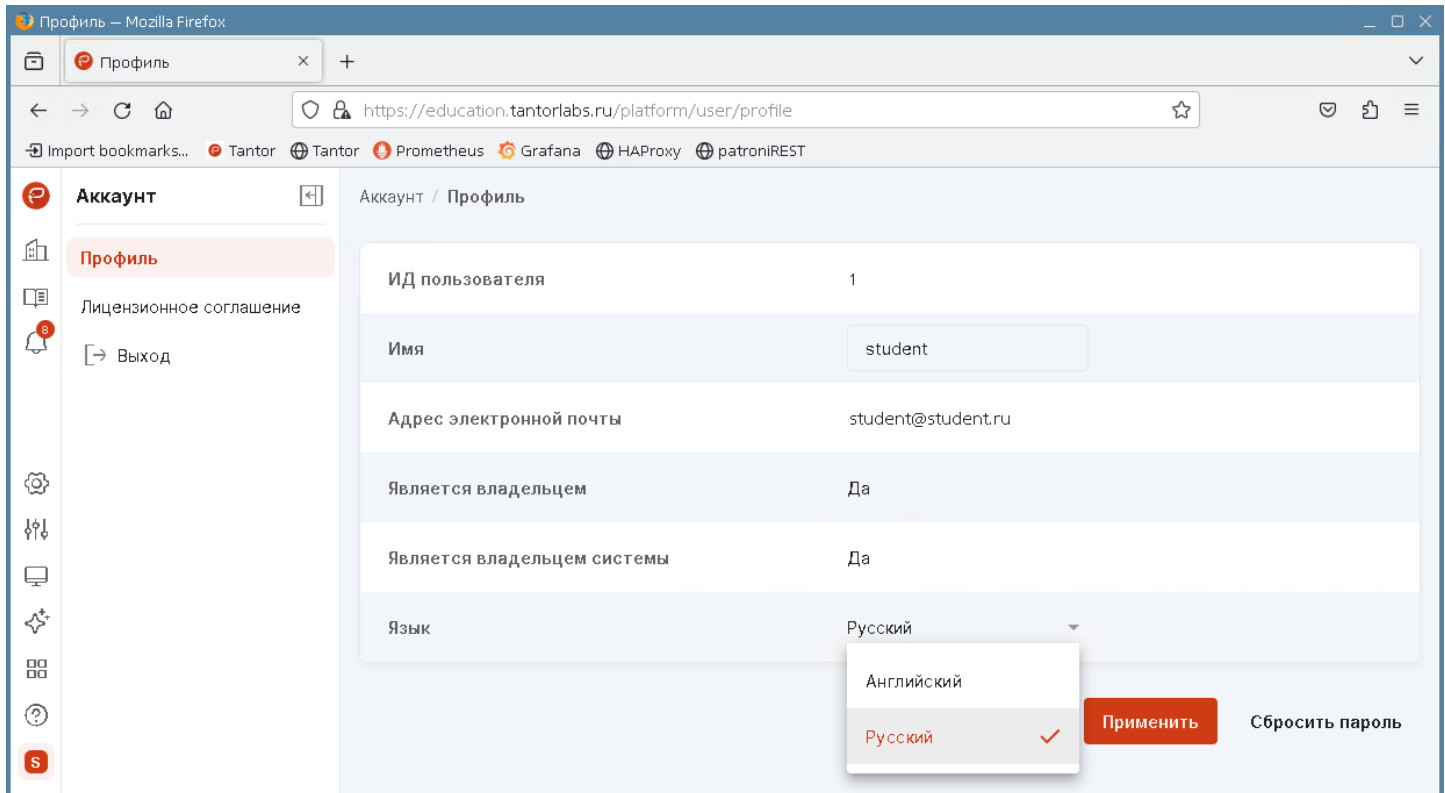 Профиль — Mozilla Firefox
Профиль
https://education.tantorlabs.ru/platform/user/profile
Import bookmarks... Tantor Tantor Prometheus Grafana HAProxy patroniREST
Аккаунт
Аккаунт / Профиль
Профиль
Лицензионное соглашение
8
Выход
ИД пользователя 1
Имя student
Адрес электронной почты student@student.ru
Является владельцем Да
Является владельцем системы Да
Язык Русский
Английский
Русский
Применить Сбросить пароль
S